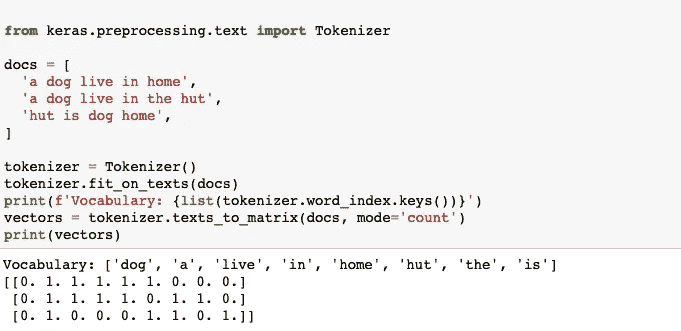 from keras.preprocessing.text import Tokenizer
docs = [
'a dog live in home',
'a dog live in the hut',
'hut is dog home',
]
tokenizer = Tokenizer()
tokenizer.fit_on_texts(docs)
print(f'Vocabulary: {list(tokenizer.word_index.keys())}')
vectors = tokenizer.texts_to_matrix(docs, mode='count')
print(vectors)
Vocabulary: ['dog', 'a', 'live', 'in', 'home', 'hut', 'the', 'is']
[[0. 1. 1. 1. 1. 1. 0. 0. 0.]
[0. 1. 1. 1. 1. 0. 1. 1. 0.]
[0. 1. 0. 0. 0. 1. 1. 0. 1.]]